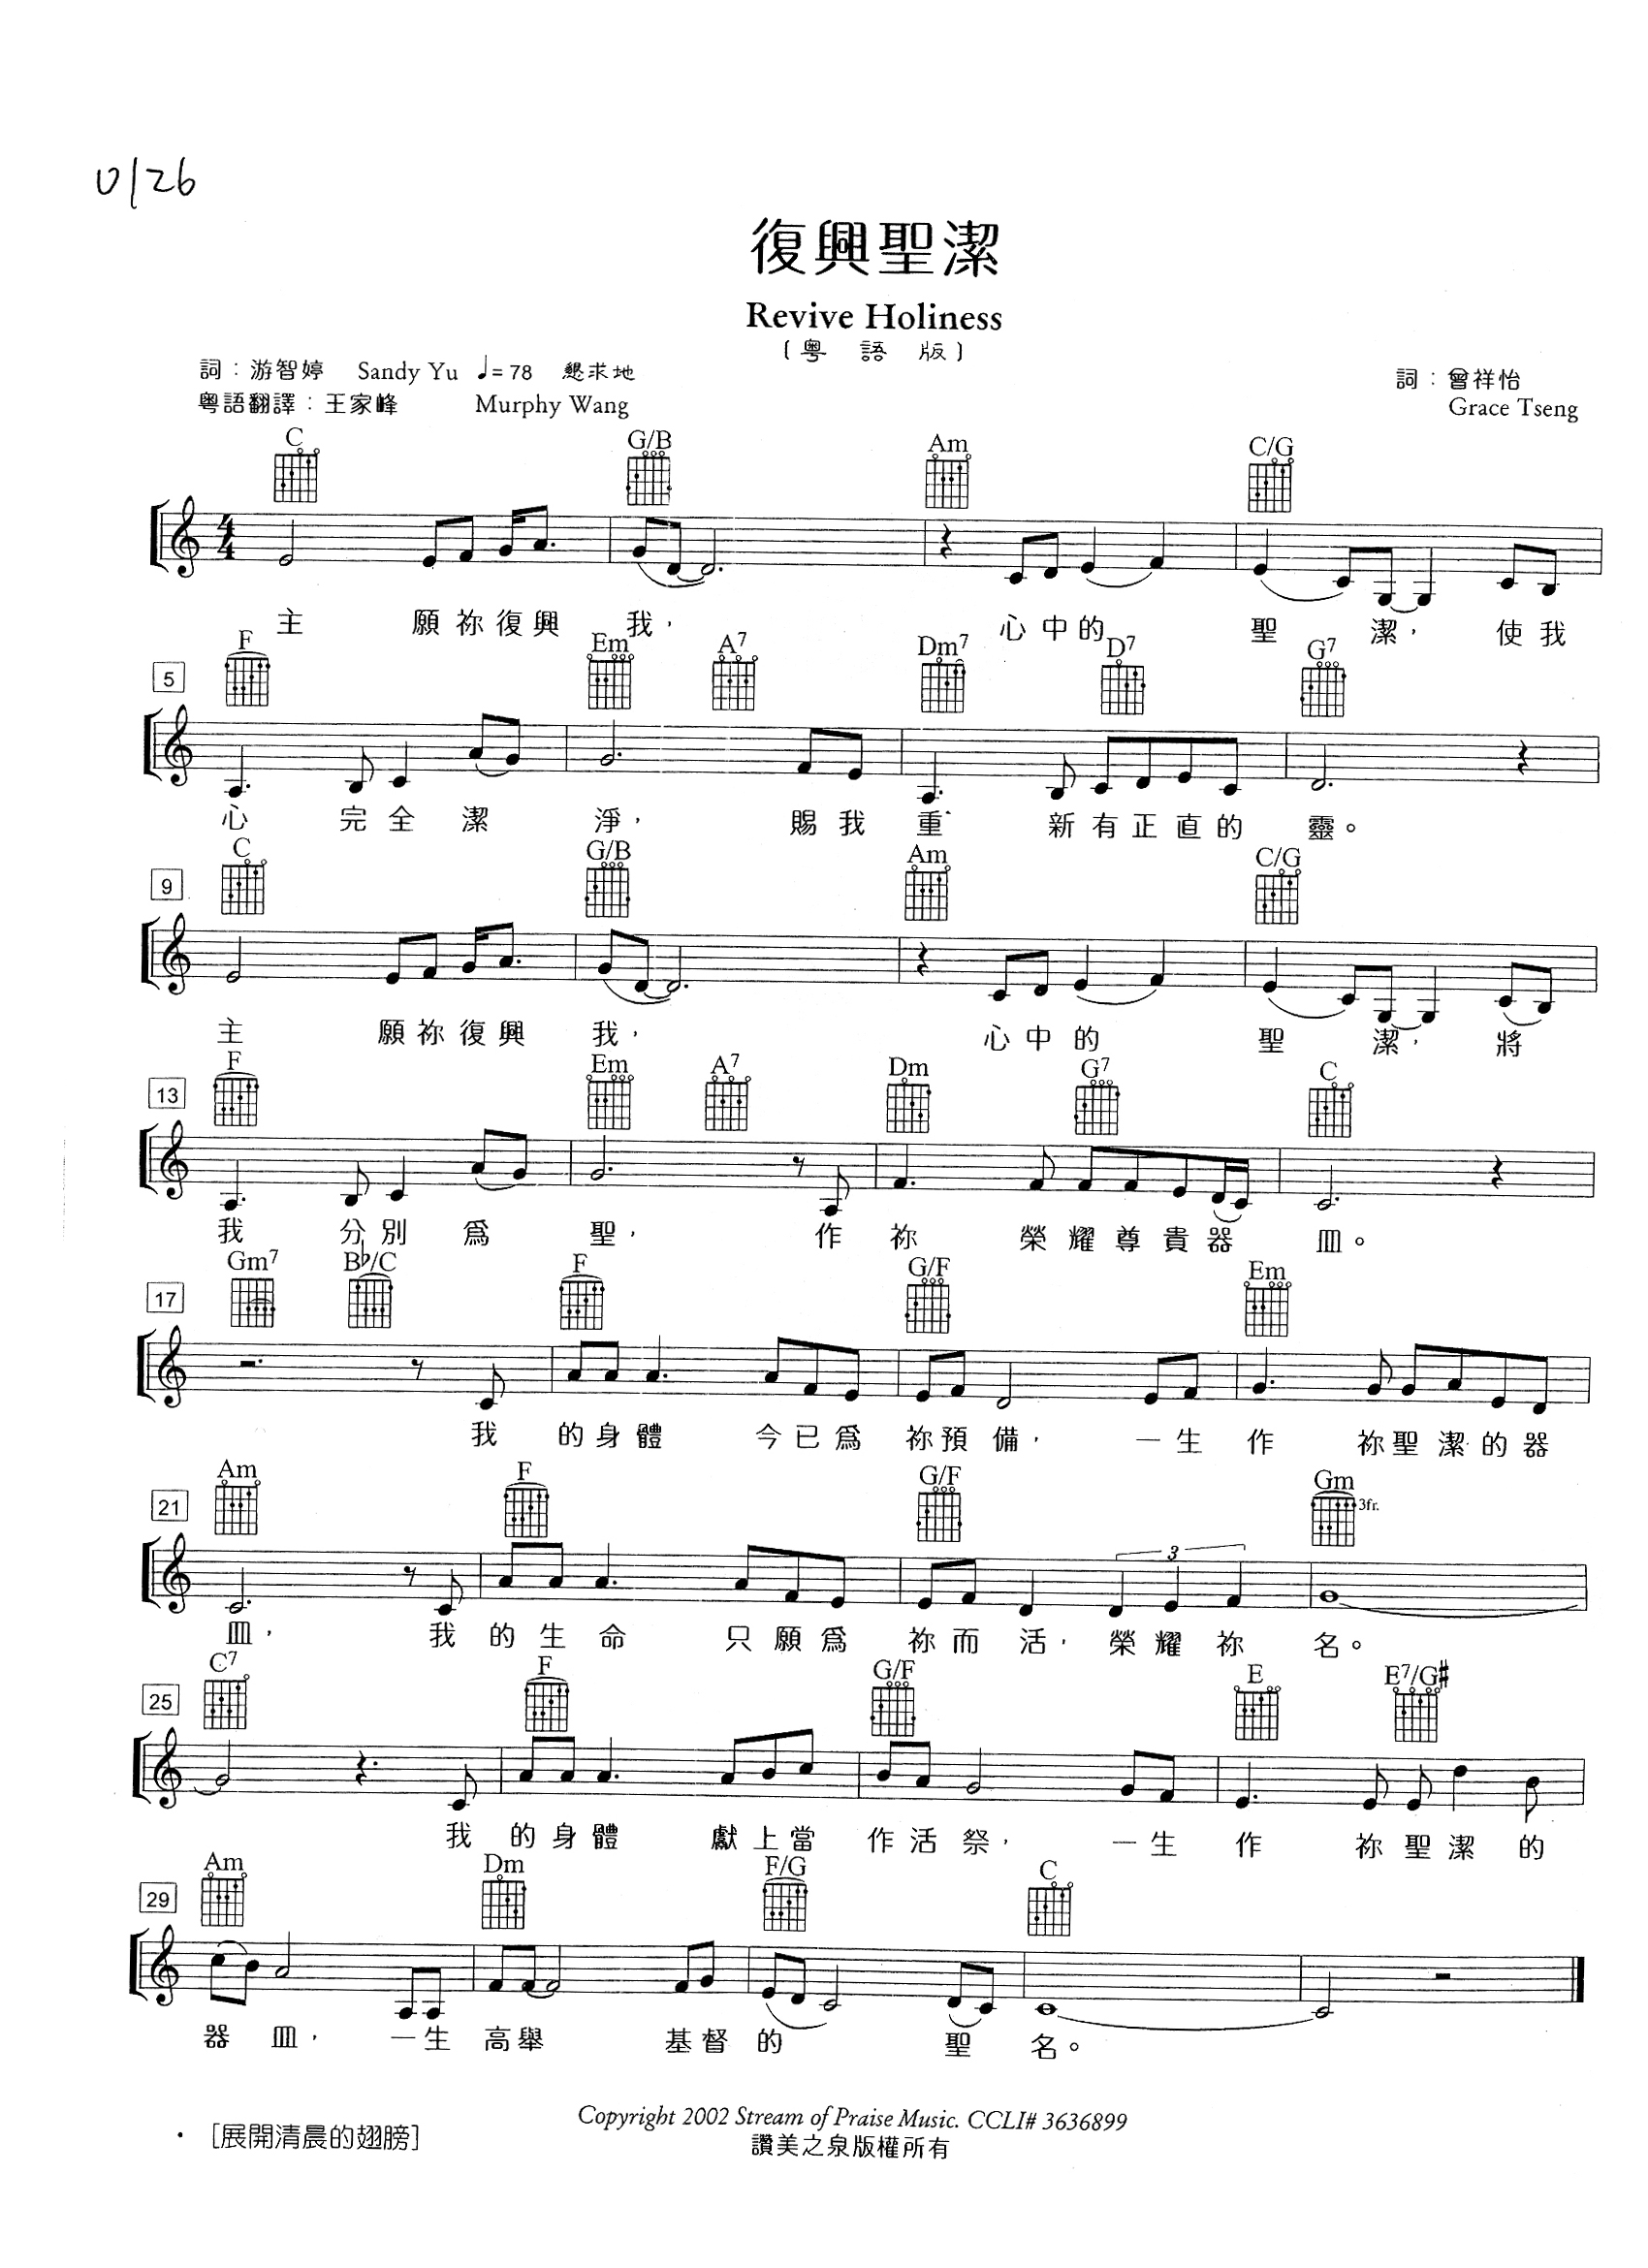 0126
復興聖潔
Revive Holiness
〔粵語版〕
詞：游智婷 Sandy Yu ♩= 78 懇求地
詞：曾祥怡
粵語翻譯：王家峰 Murphy Wang
Grace Tseng
C G/B Am C/G
4/4
主 願祢復興 我， 心中的 聖 潔， 使我
F Em A7 Dm7 D7 G7
5
心 完全潔 淨， 賜我重 新有正直的 靈。
C G/B Am C/G
9
主 願祢復興 我， 心中的 聖 潔， 將
F Em A7 Dm G7 C
13
我 分別為 聖， 作祢 榮耀尊貴器 皿。
Gm7 B♭/C F G/F Em
17
我 的身體 今已為 祢預備， 一生作 祢聖潔的器
Am F G/F Gm 3fr.
21
3
皿， 我 的生命 只願為 祢而活， 榮耀祢 名。
C7 F G/F E E7/G♯
25
我 的身體 獻上當 作活祭， 一生作 祢聖潔 的
Am Dm F/G C
29
器皿， 一生 高舉 基督的 聖 名。
Copyright 2002 Stream of Praise Music. CCLI# 3636899
· [展開清晨的翅膀]
讚美之泉版權所有